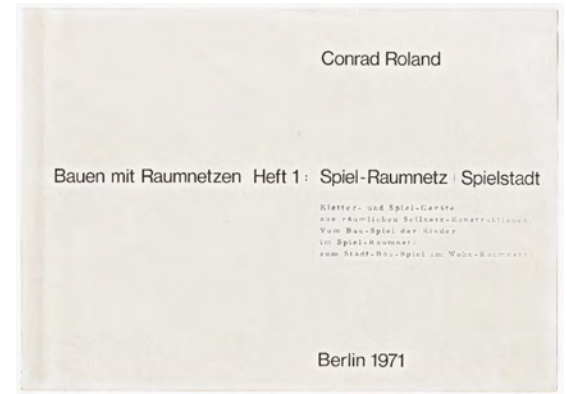 Conrad Roland
Bauen mit Raumnetzen Heft 1: Spiel-Raumnetz | Spielstadt
Kletter- und Spiel-Geräte
aus räumlichen Seilnetz-Konstruktionen.
Vom Bau-Spiel der Kinder
im Spiel-Raumnetz
zum Stadt-Bau-Spiel im Wohn-Raumnetz
Berlin 1971